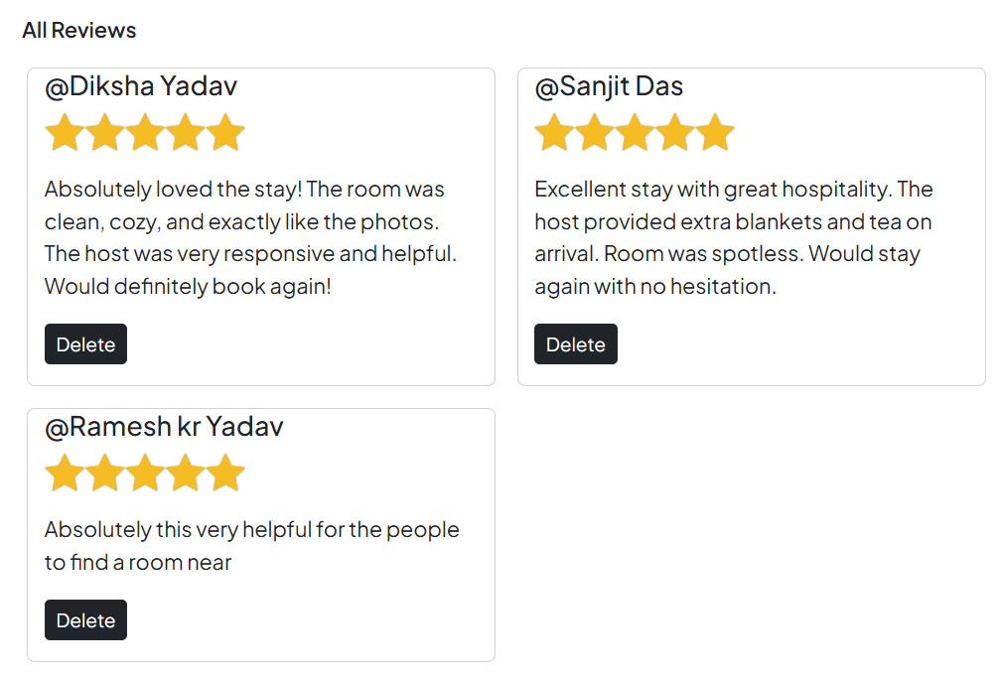 All Reviews
@Diksha Yadav
Absolutely loved the stay! The room was
clean, cozy, and exactly like the photos.
The host was very responsive and helpful.
Would definitely book again!
Delete
@Sanjit Das
Excellent stay with great hospitality. The
host provided extra blankets and tea on
arrival. Room was spotless. Would stay
again with no hesitation.
Delete
@Ramesh kr Yadav
Absolutely this very helpful for the people
to find a room near
Delete